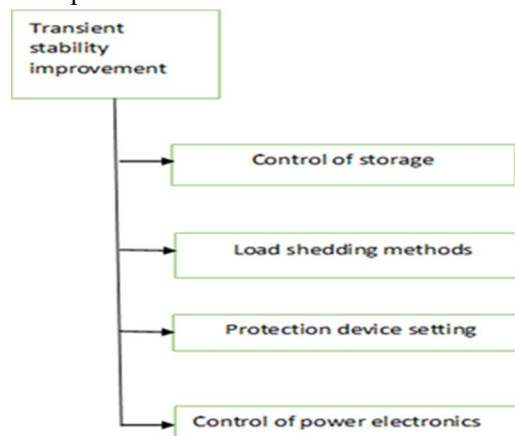 Transient
stability
improvement
Control of storage
Load shedding methods
Protection device setting
Control of power electronics